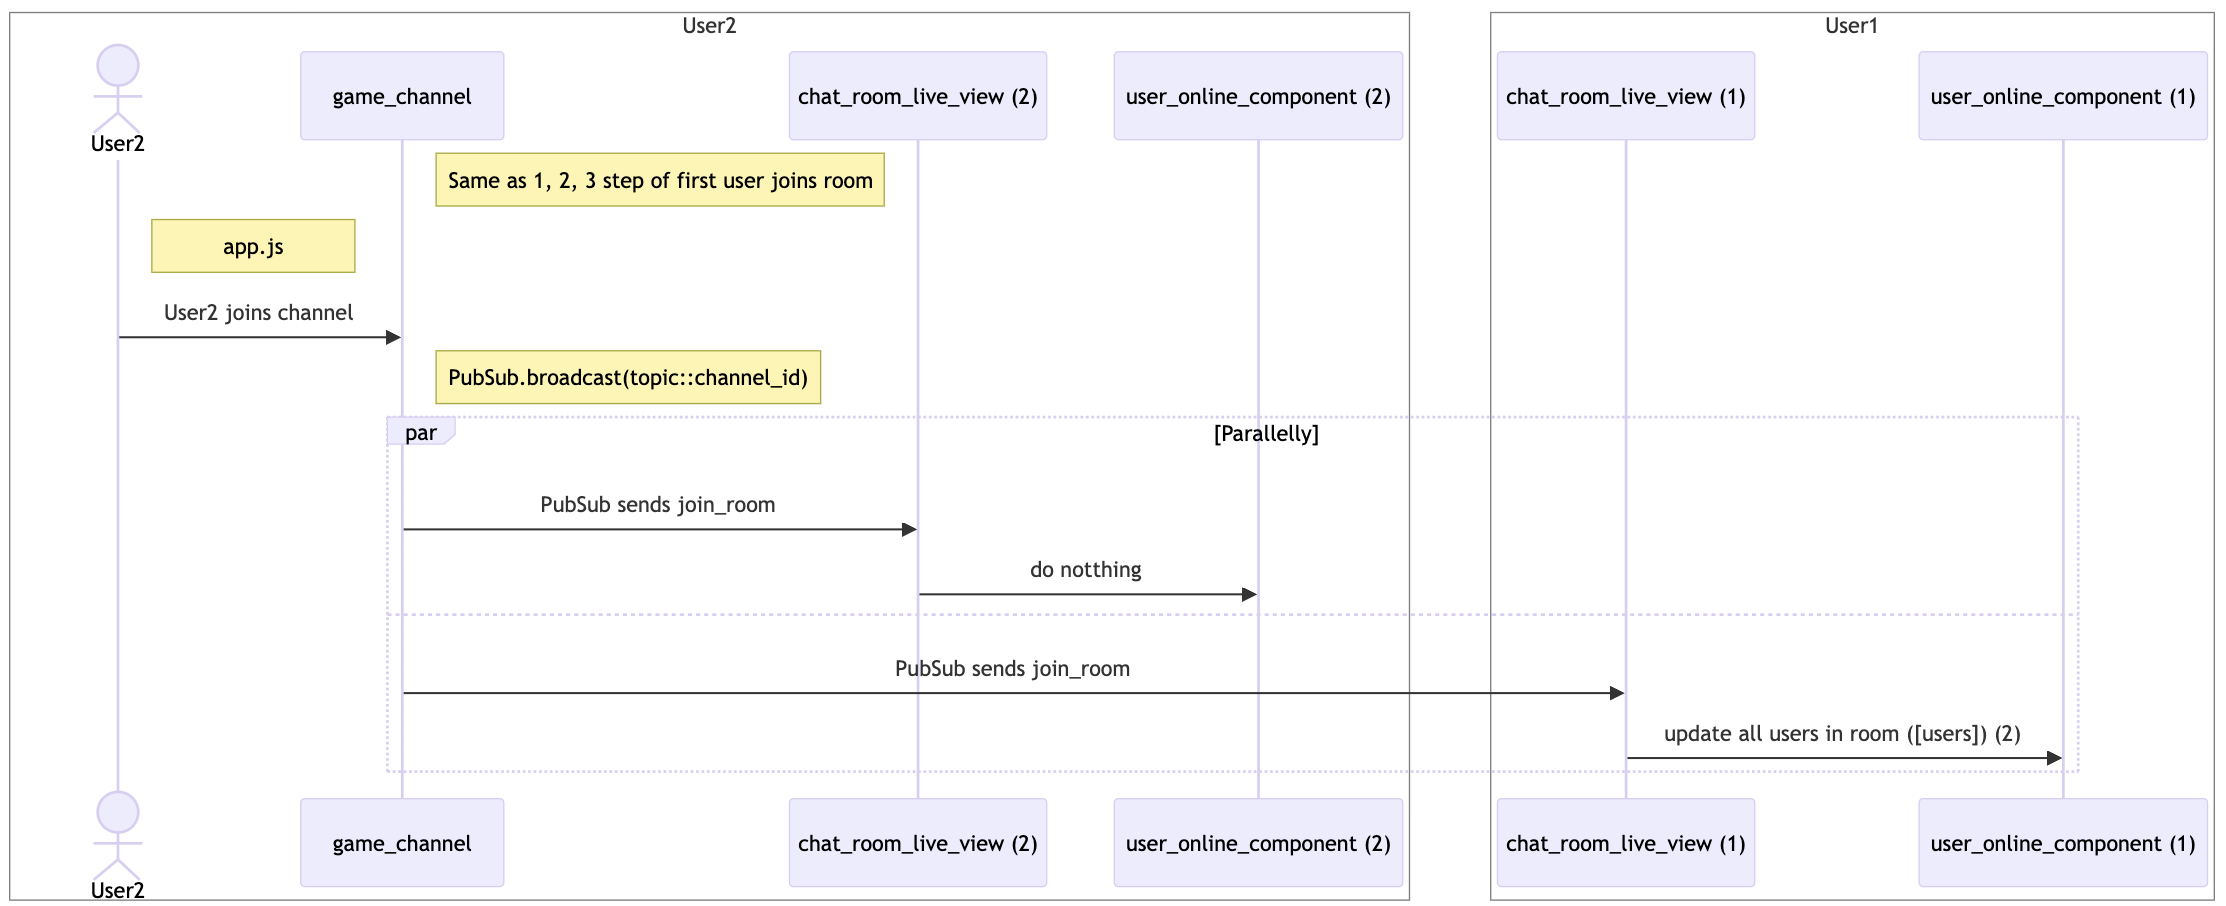 User2
User1
User2
game_channel
chat_room_live_view (2)
user_online_component (2)
chat_room_live_view (1)
user_online_component (1)
Same as 1, 2, 3 step of first user joins room
app.js
User2 joins channel
PubSub.broadcast(topic::channel_id)
par
[Parallelly]
PubSub sends join_room
do notthing
PubSub sends join_room
update all users in room ([users]) (2)
User2
game_channel
chat_room_live_view (2)
user_online_component (2)
chat_room_live_view (1)
user_online_component (1)